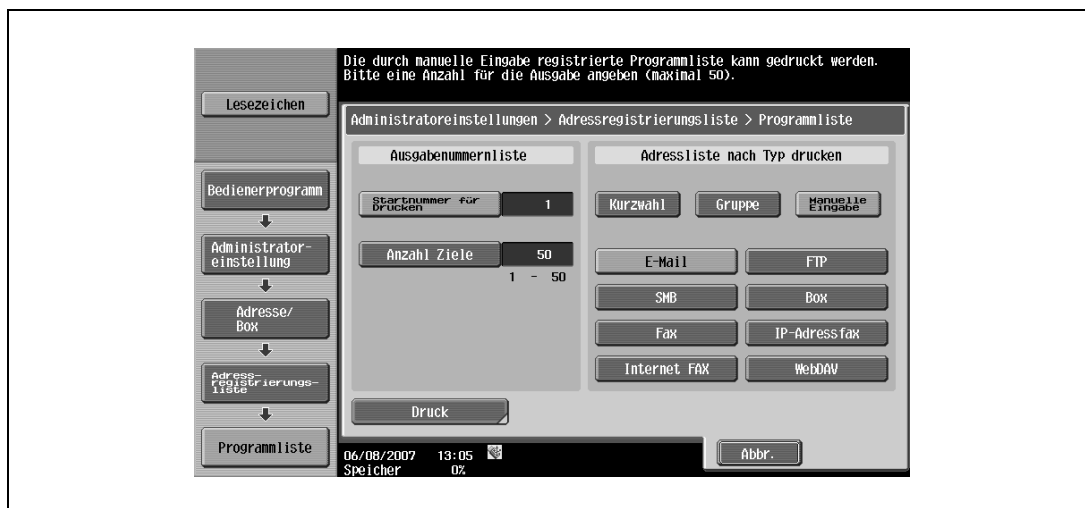 Die durch manuelle Eingabe registrierte Programmliste kann gedruckt werden.
Bitte eine Anzahl für die Ausgabe angeben (maximal 50).
Lesezeichen
Administratoreinstellungen > Adressregistrierungsliste > Programmliste
Ausgabenummernliste
Adressliste nach Typ drucken
Bedienerprogramm
Startnummer für
Drucken
1
Kurzwahl
Gruppe
Manuelle
Eingabe
Administrator-
einstellung
Anzahl Ziele
50
1 - 50
E-Mail
FTP
SMB
Box
Adresse/
Box
Fax
IP-Adressfax
Internet FAX
WebDAV
Adress-
registrierungs-
liste
Druck
Programmliste
06/08/2007 13:05
Speicher 0%
Abbr.